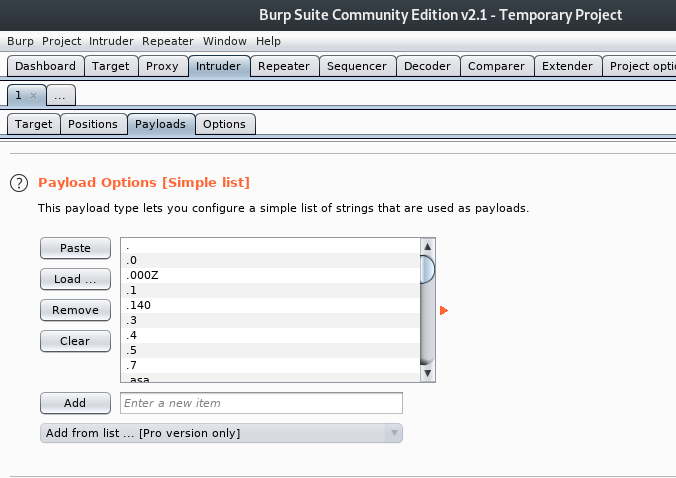 Burp Suite Community Edition v2.1 - Temporary Project
Burp Project Intruder Repeater Window Help
Dashboard Target Proxy Intruder Repeater Sequencer Decoder Comparer Extender Project opti
1 × ...
Target Positions Payloads Options
? Payload Options [Simple list]
This payload type lets you configure a simple list of strings that are used as payloads.
Paste
Load ...
Remove
Clear
.
.0
.000Z
.1
.140
.3
.4
.5
.7
.asa
Add Enter a new item
Add from list ... [Pro version only]